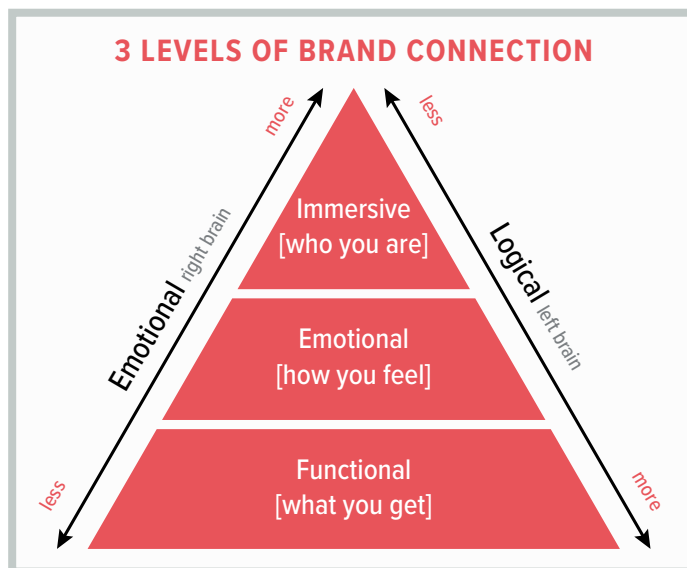 3 LEVELS OF BRAND CONNECTION
more
less
Immersive
[who you are]
Emotional right brain
Logical left brain
Emotional
[how you feel]
Functional
[what you get]
less
more